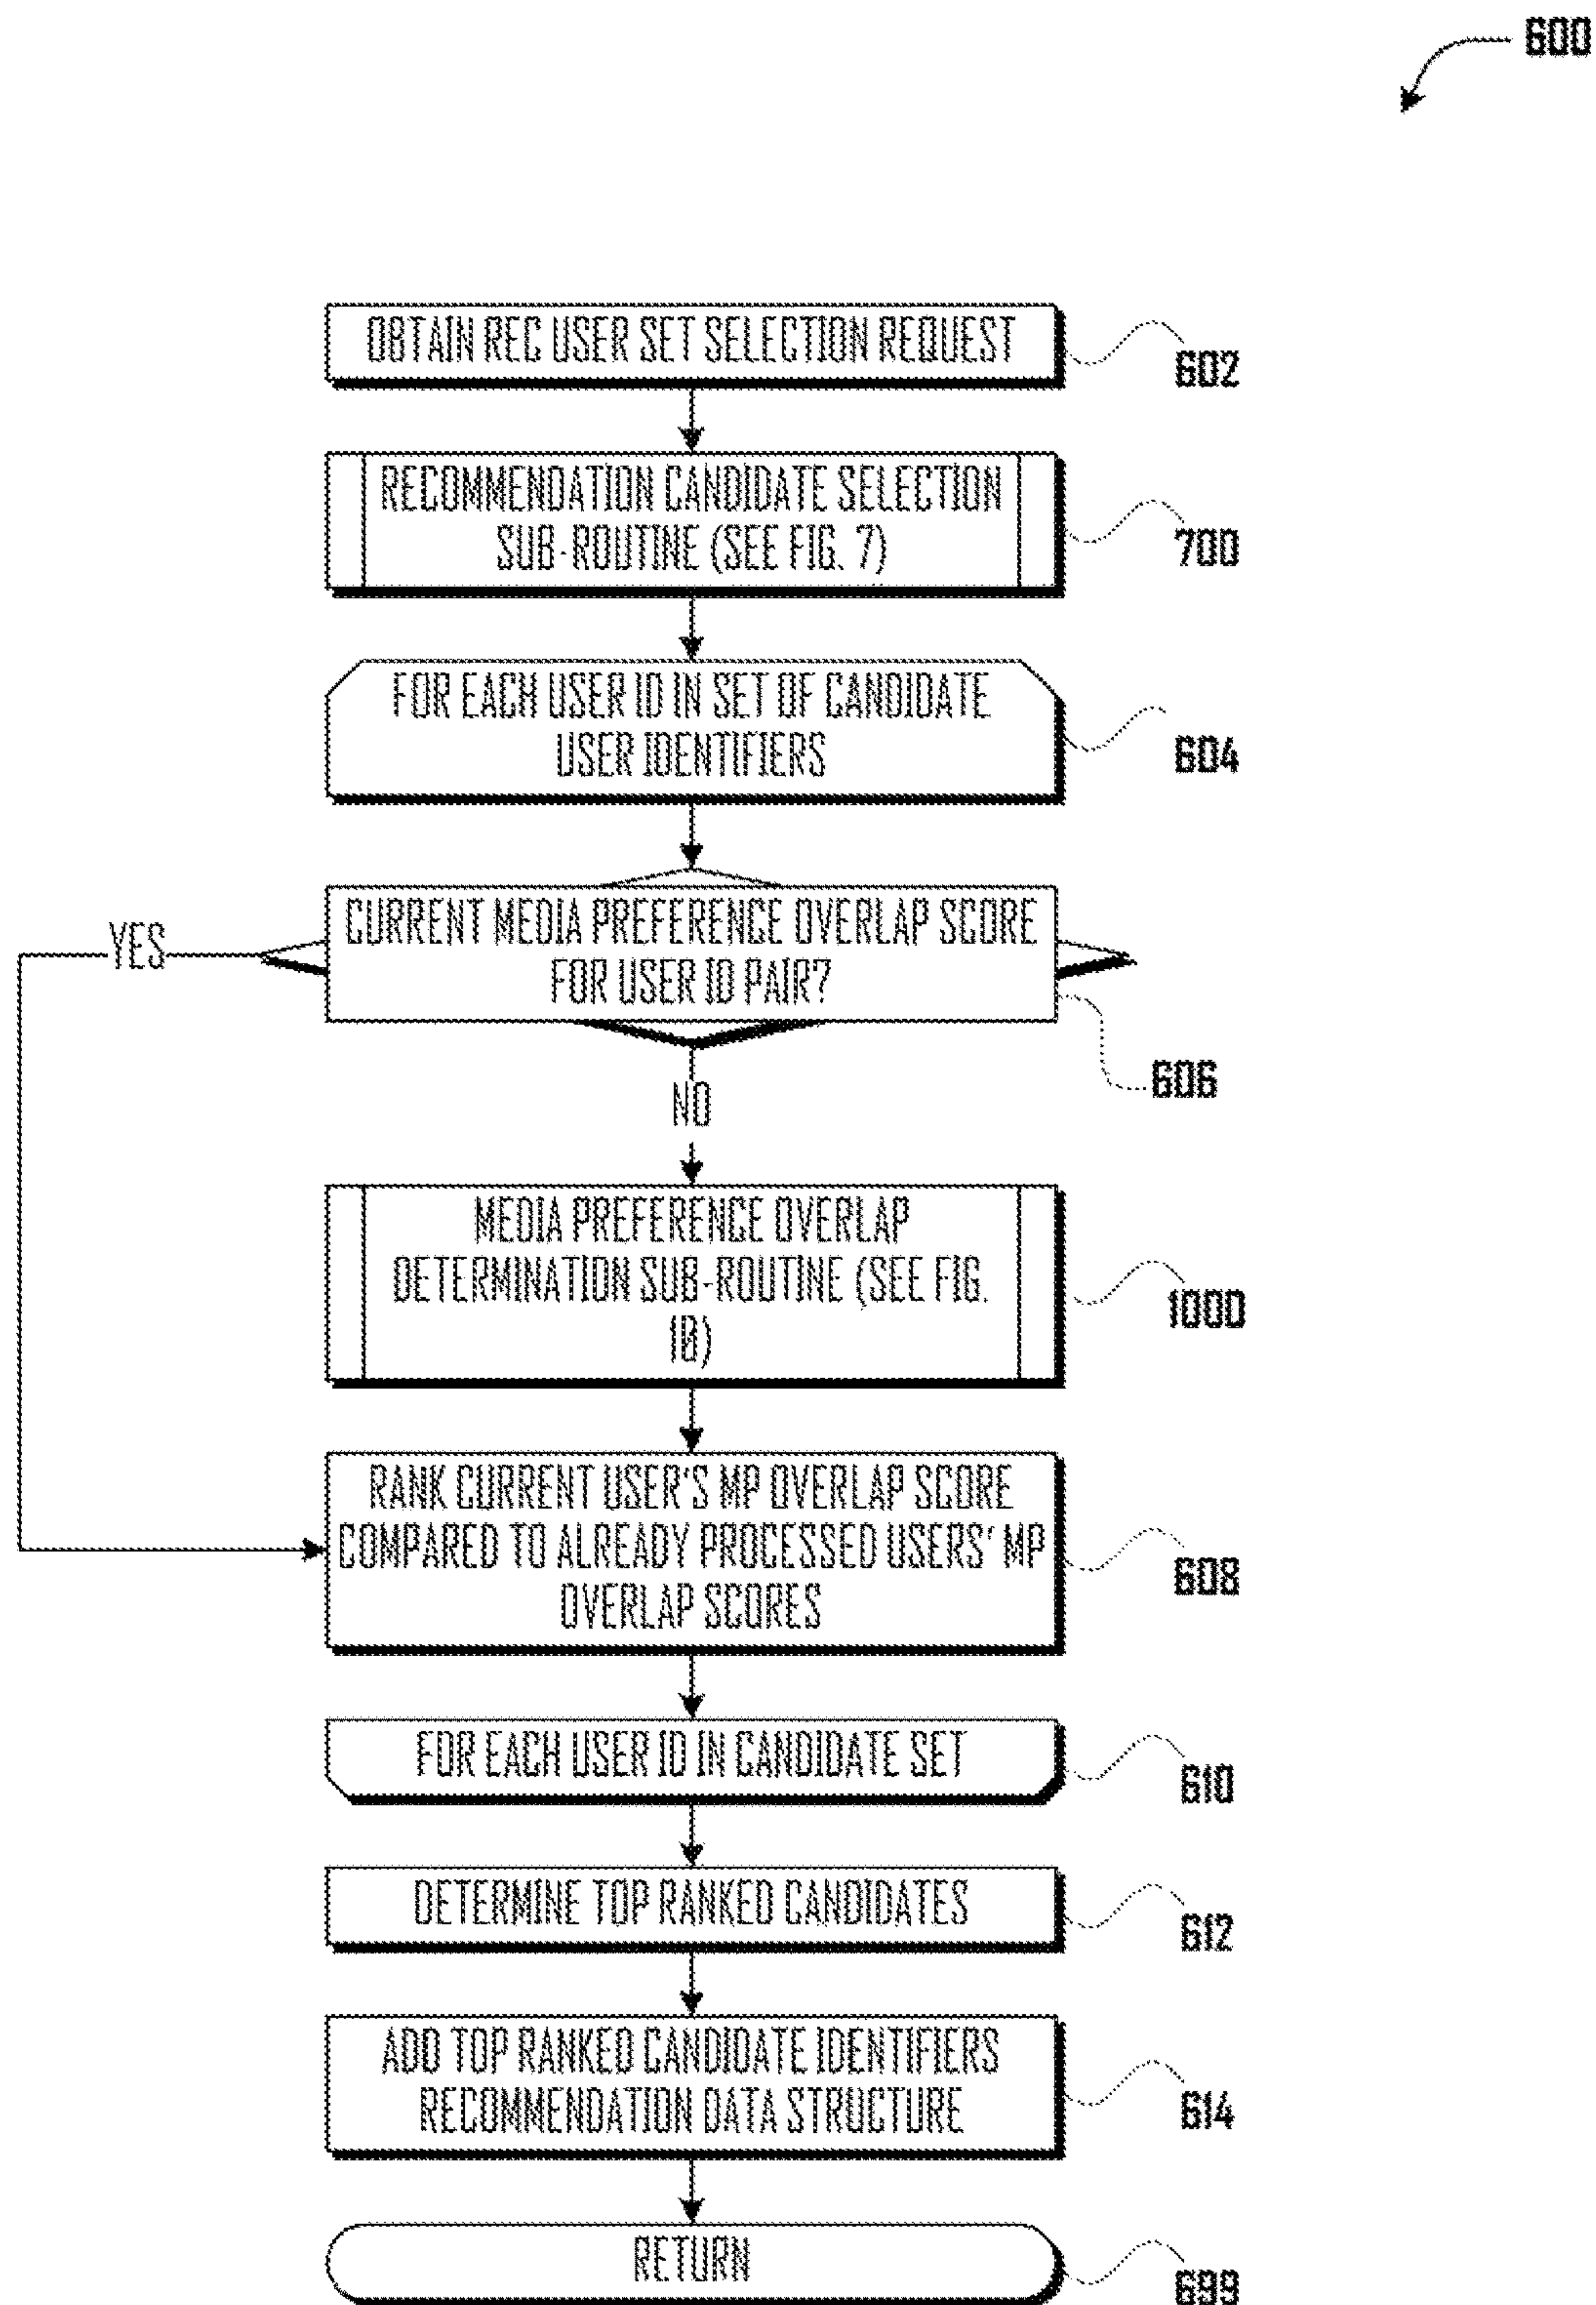 600
OBTAIN REC USER SET SELECTION REQUEST
602
RECOMMENDATION CANDIDATE SELECTION
SUB-ROUTINE (SEE FIG. 7)
700
FOR EACH USER ID IN SET OF CANDIDATE
USER IDENTIFIERS
604
CURRENT MEDIA PREFERENCE OVERLAP SCORE
FOR USER ID PAIR?
YES
606
NO
MEDIA PREFERENCE OVERLAP
DETERMINATION SUB-ROUTINE (SEE FIG.
10)
1000
RANK CURRENT USER'S MP OVERLAP SCORE
COMPARED TO ALREADY PROCESSED USERS' MP
OVERLAP SCORES
608
FOR EACH USER ID IN CANDIDATE SET
610
DETERMINE TOP RANKED CANDIDATES
612
ADD TOP RANKED CANDIDATE IDENTIFIERS
RECOMMENDATION DATA STRUCTURE
614
RETURN
699